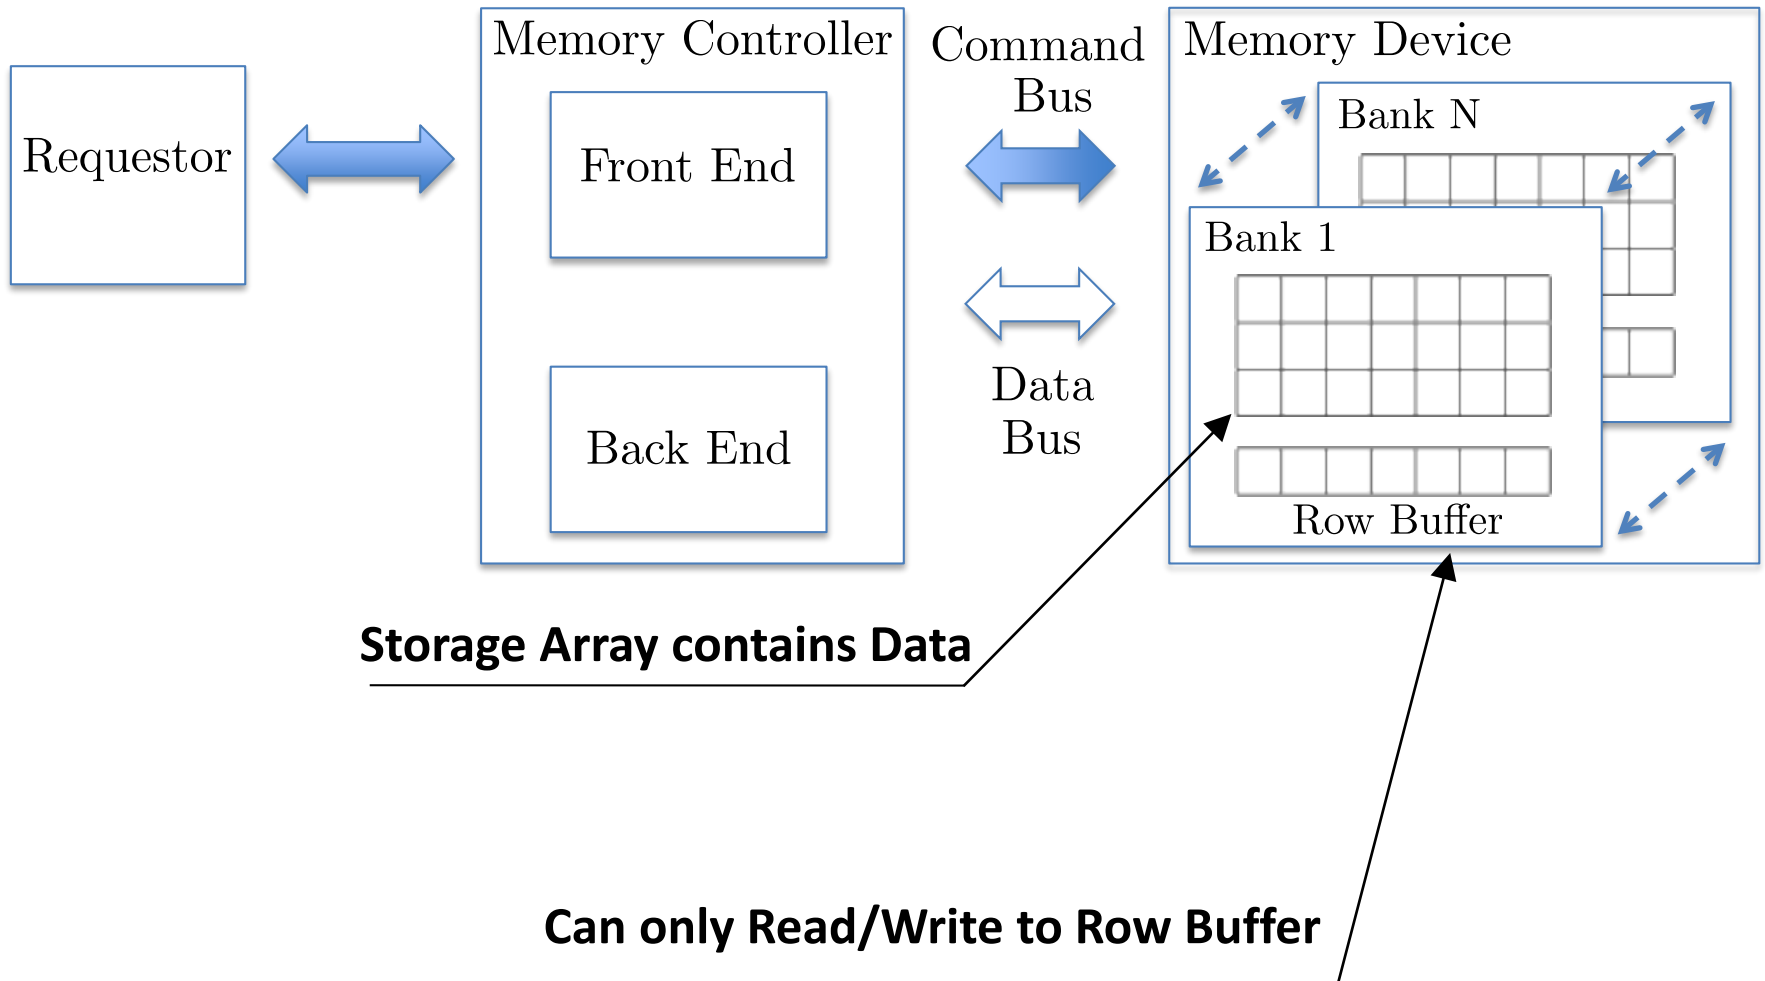 Requestor
Memory Controller
Front End
Back End
Command
Bus
Data
Bus
Memory Device
Bank N
Bank 1
Row Buffer
Storage Array contains Data
Can only Read/Write to Row Buffer